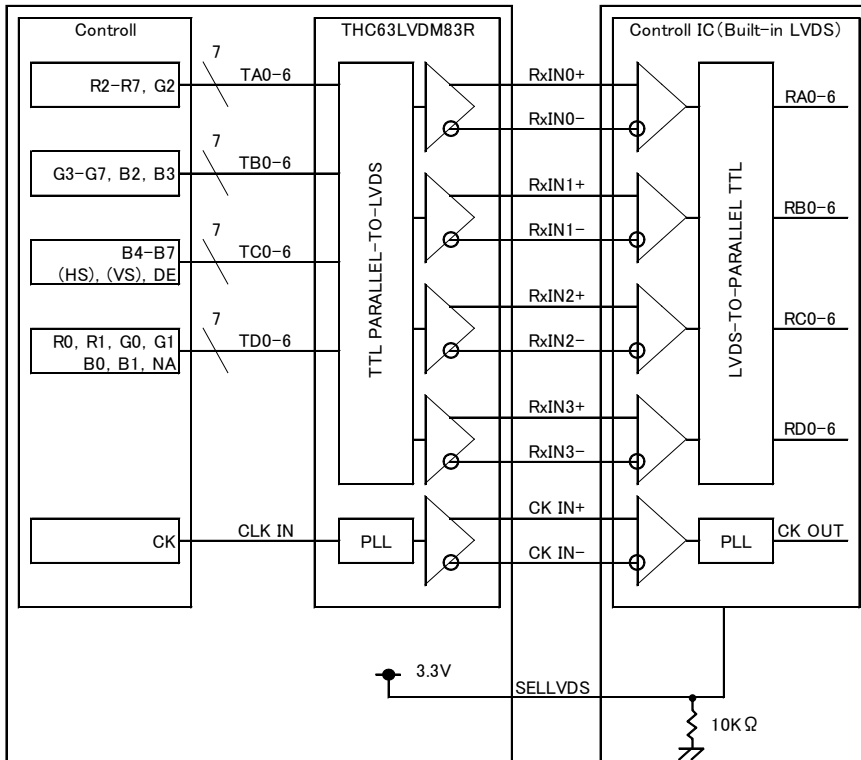 Controll
THC63LVDM83R
Controll IC(Built-in LVDS)
R2-R7, G2
7
TA0-6
RxIN0+
RxIN0-
RA0-6
G3-G7, B2, B3
7
TB0-6
RxIN1+
RxIN1-
RB0-6
B4-B7
(HS), (VS), DE
7
TC0-6
RxIN2+
RxIN2-
RC0-6
R0, R1, G0, G1
B0, B1, NA
7
TD0-6
RxIN3+
RxIN3-
RD0-6
TTL PARALLEL-TO-LVDS
LVDS-TO-PARALLEL TTL
CK
CLK IN
PLL
CK IN+
CK IN-
PLL
CK OUT
3.3V
SELLVDS
10KΩ